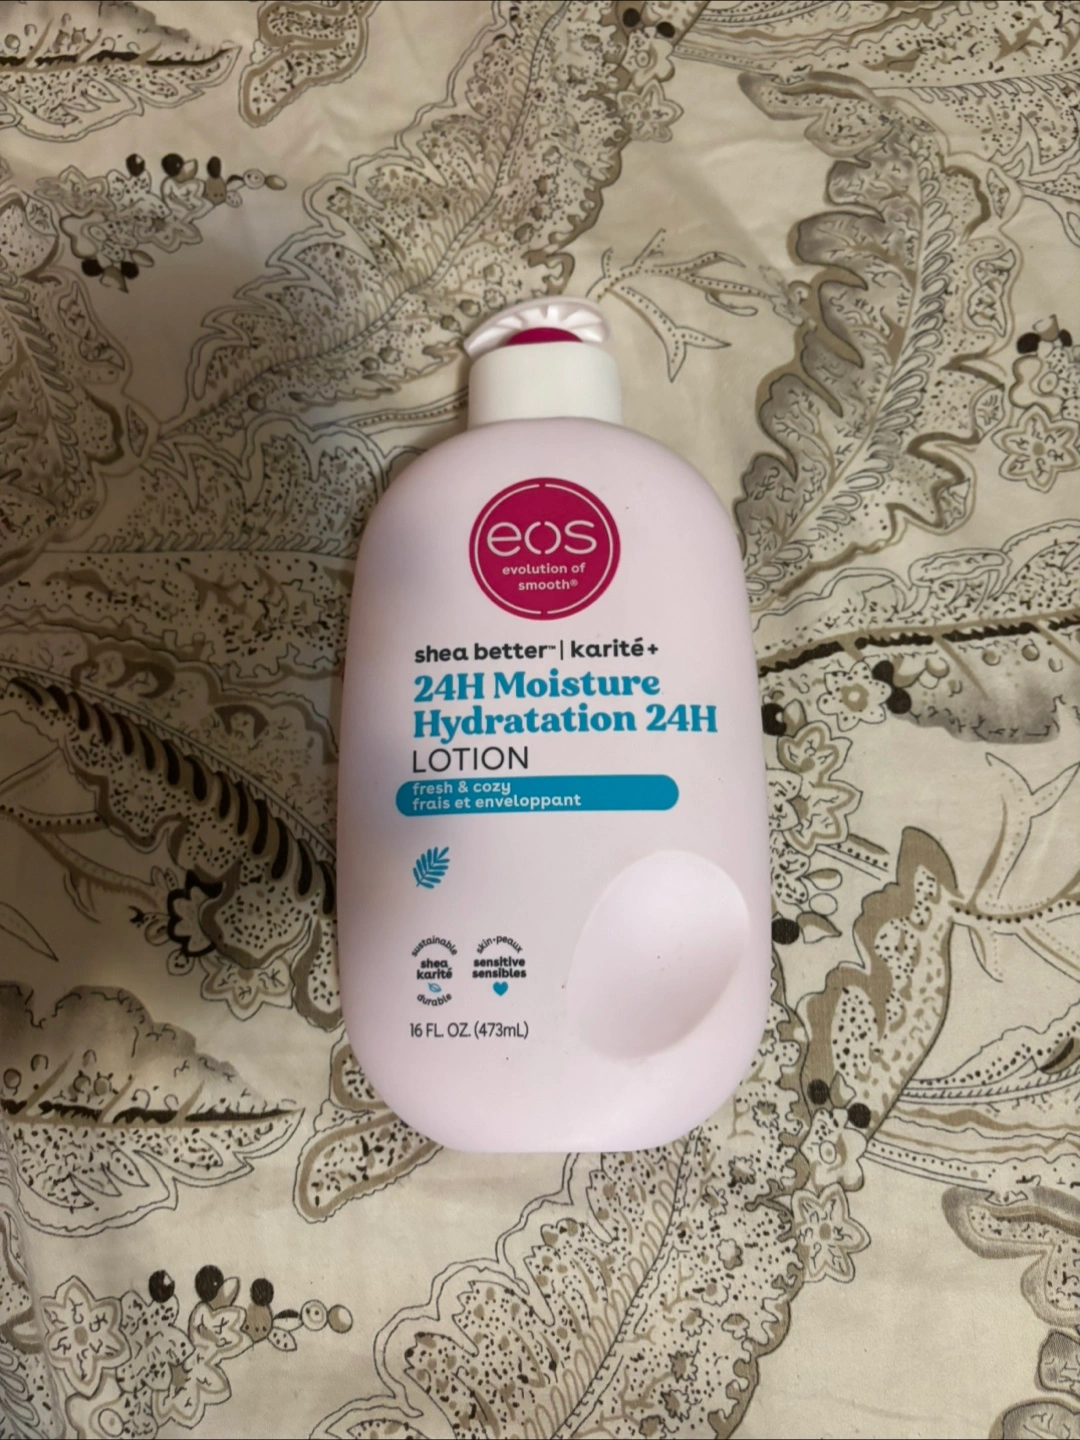 eos
evolution of
smooth®
shea better™ | karité+
24H Moisture
Hydratation 24H
LOTION
fresh & cozy
frais et enveloppant
sustainable
shea
karité
durable
skin•peaux
sensitive
sensibles
16 FL. OZ. (473mL)